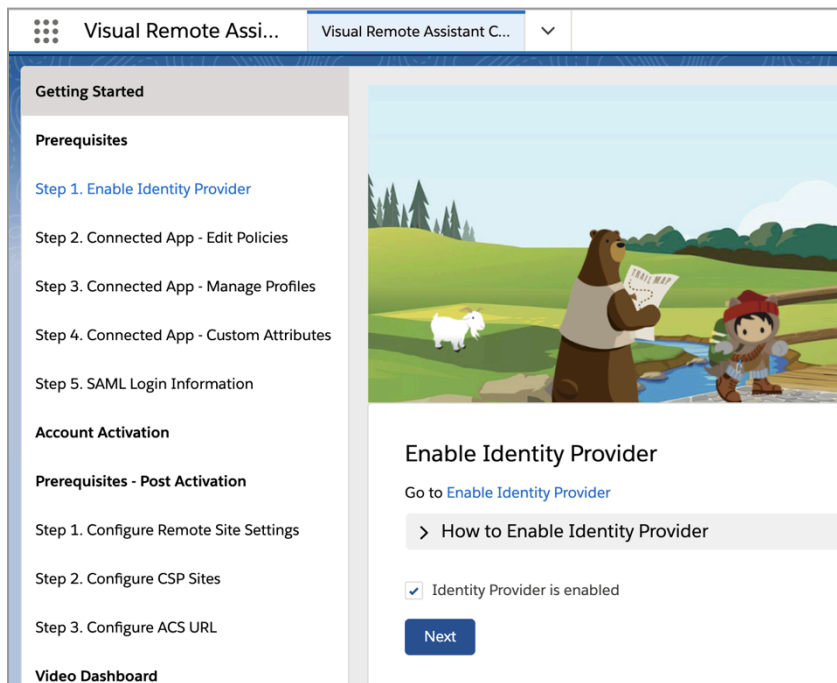 Visual Remote Assi...
Visual Remote Assistant C...
Getting Started
Prerequisites
Step 1. Enable Identity Provider
Step 2. Connected App - Edit Policies
Step 3. Connected App - Manage Profiles
Step 4. Connected App - Custom Attributes
Step 5. SAML Login Information
Account Activation
Prerequisites - Post Activation
Step 1. Configure Remote Site Settings
Step 2. Configure CSP Sites
Step 3. Configure ACS URL
Video Dashboard
TRAIL MAP
Enable Identity Provider
Go to Enable Identity Provider
How to Enable Identity Provider
Identity Provider is enabled
Next